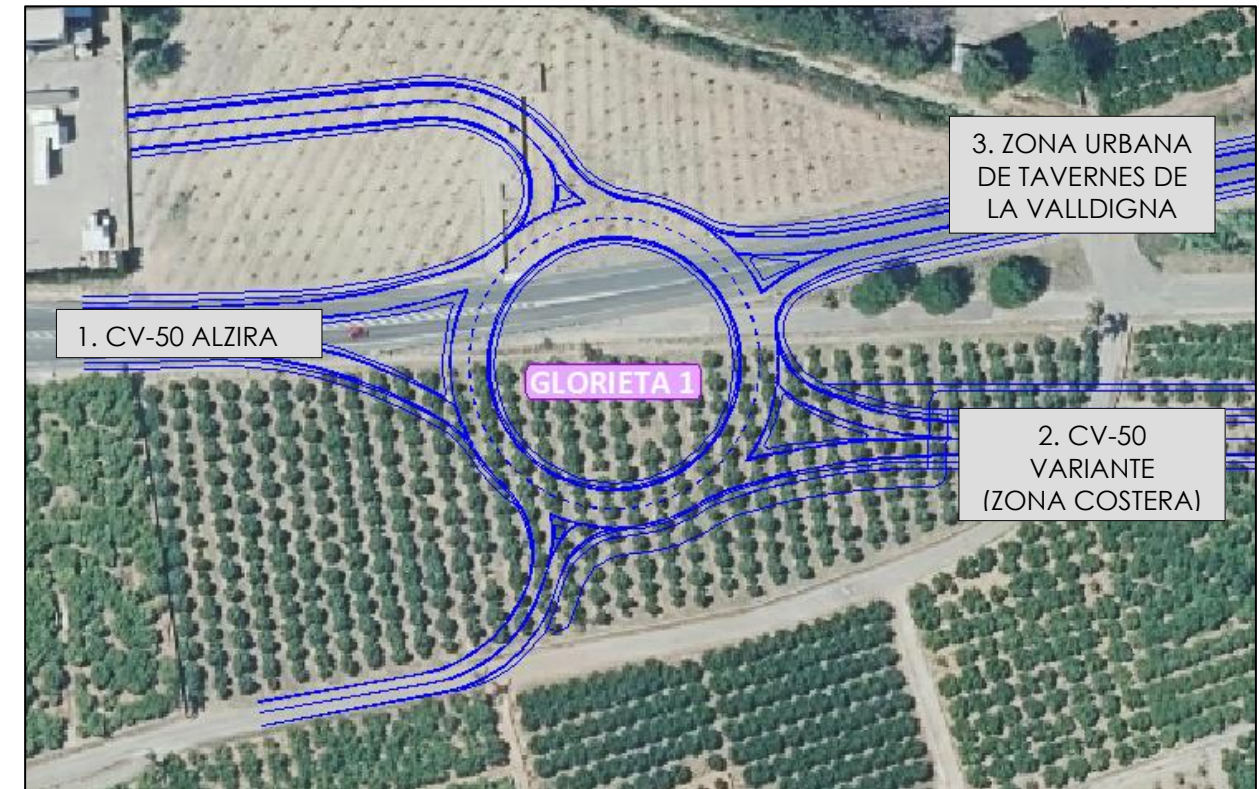 3. ZONA URBANA
DE TAVERNES DE
LA VALLDIGNA
1. CV-50 ALZIRA
GLORIETA 1
2. CV-50
VARIANTE
(ZONA COSTERA)